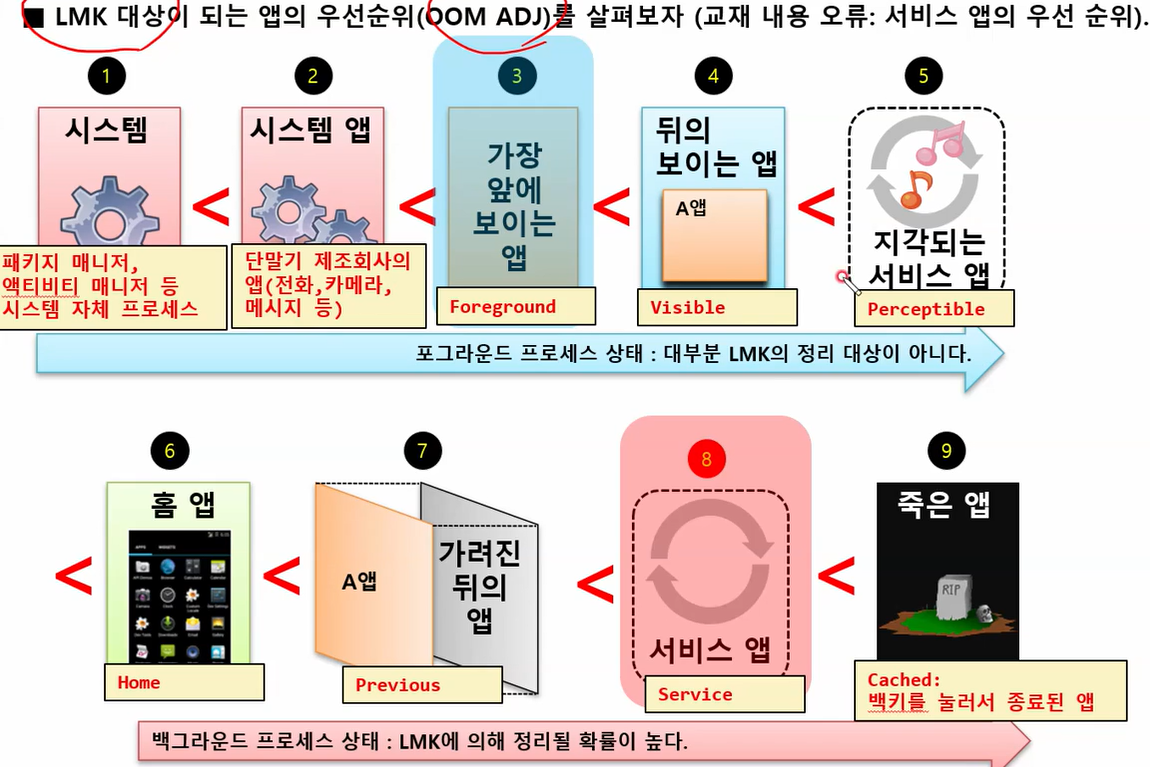 ■ LMK 대상이 되는 앱의 우선순위(OOM ADJ)를 살펴보자 (교재 내용 오류: 서비스 앱의 우선 순위).
1
시스템
패키지 매니저,
액티비티 매니저 등
시스템 자체 프로세스
<
2
시스템 앱
단말기 제조회사의
앱(전화,카메라,
메시지 등)
<
3
가장
앞에
보이는
앱
Foreground
<
4
뒤의
보이는 앱
A앱
Visible
<
5
지각되는
서비스 앱
Perceptible
포그라운드 프로세스 상태 : 대부분 LMK의 정리 대상이 아니다.
<
6
홈 앱
Home
<
7
A앱
가려진
뒤의
앱
Previous
<
8
서비스 앱
Service
<
9
죽은 앱
RIP
Cached:
백키를 눌러서 종료된 앱
백그라운드 프로세스 상태 : LMK에 의해 정리될 확률이 높다.